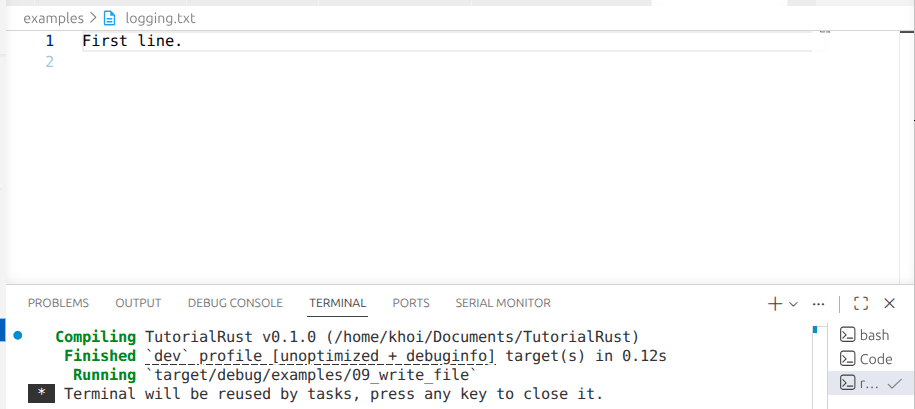 examples > logging.txt
1 First line.
2
PROBLEMS OUTPUT DEBUG CONSOLE TERMINAL PORTS SERIAL MONITOR
Compiling TutorialRust v0.1.0 (/home/khoi/Documents/TutorialRust)
Finished `dev` profile [unoptimized + debuginfo] target(s) in 0.12s
Running `target/debug/examples/09_write_file`
* Terminal will be reused by tasks, press any key to close it.
bash
Code
r...